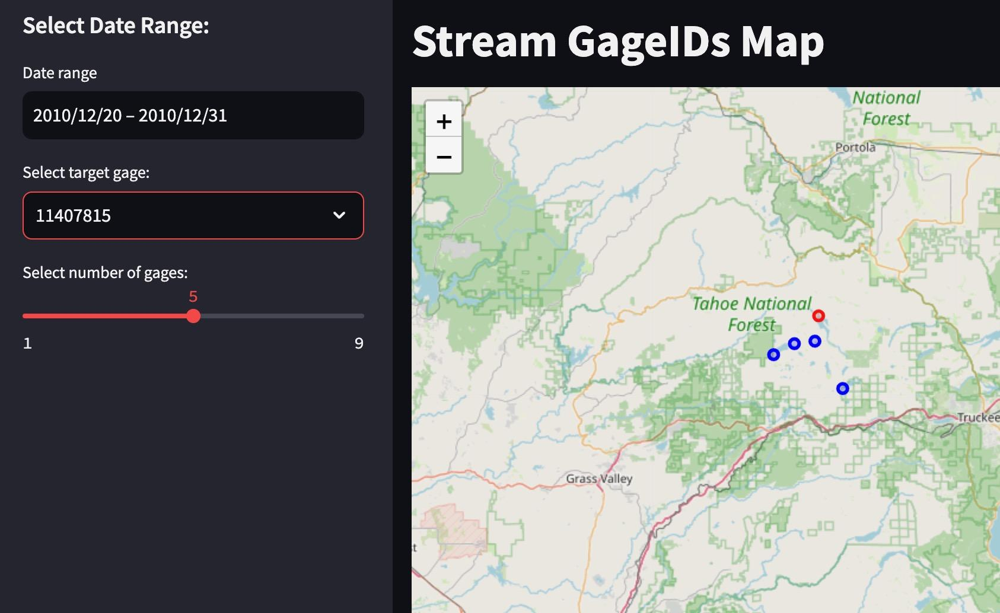 Select Date Range:
Date range
2010/12/20 – 2010/12/31
Select target gage:
11407815
Select number of gages:
5
1
9
Stream GageIDs Map
+
−
National
Forest
Portola
Tahoe National
Forest
Truckee
Grass Valley
st